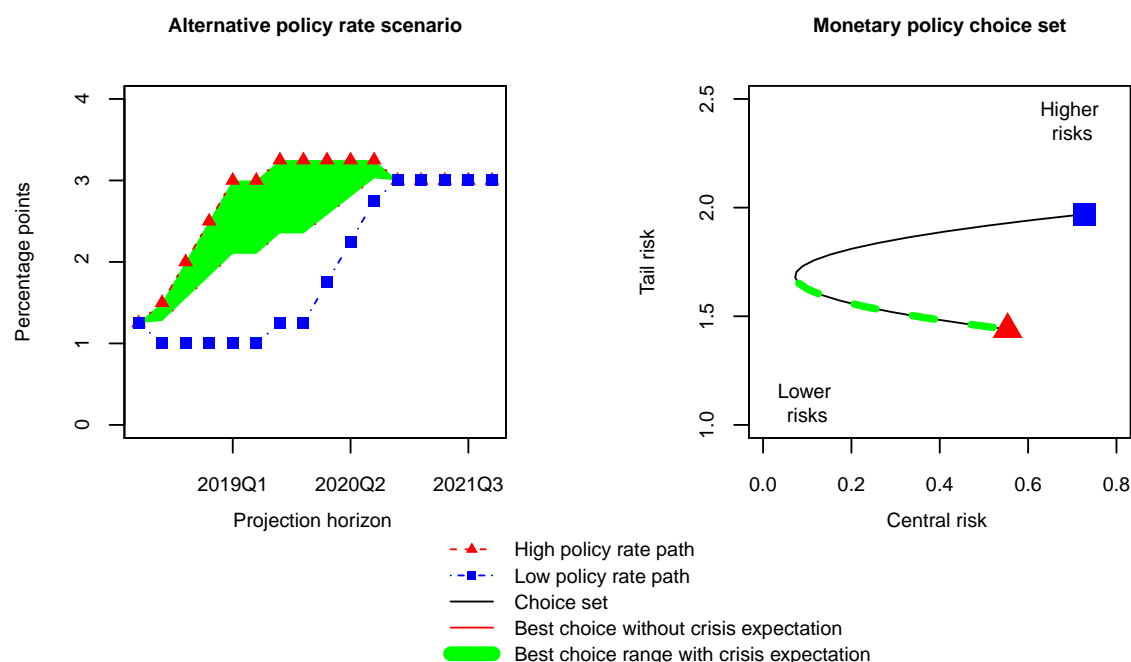 Alternative policy rate scenario
Percentage points
4
3
2
1
0
2019Q1 2020Q2 2021Q3
Projection horizon
Monetary policy choice set
Tail risk
2.5
2.0
1.5
1.0
Higher
risks
Lower
risks
0.0 0.2 0.4 0.6 0.8
Central risk
High policy rate path
Low policy rate path
Choice set
Best choice without crisis expectation
Best choice range with crisis expectation